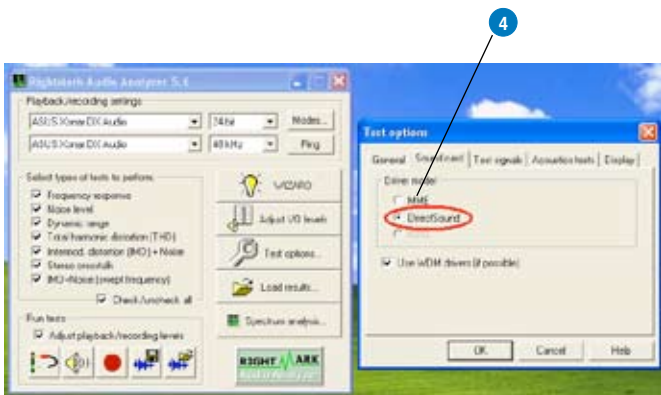 4
RightMark Audio Analyzer 5.4
Playback/recording settings
ASUS Xonar DX Audio 24 bit Modes...
ASUS Xonar DX Audio 48 kHz Ping
Select types of tests to perform:
Frequency response
Noise level
Dynamic range
Total harmonic distortion (THD)
Intermod. distortion (IMD) + Noise
Stereo crosstalk
IMD+Noise (swept frequency)
Check/uncheck all
WIZARD
Adjust I/O levels
Test options...
Load results...
Spectrum analysis...
Run tests
Adjust playback/recording levels
RIGHT MARK
Audio Analyzer
Test options
General Sound card Test signals Acoustics tests Display
Driver model
MME
DirectSound
Use WDM drivers (if possible)
OK Cancel Help